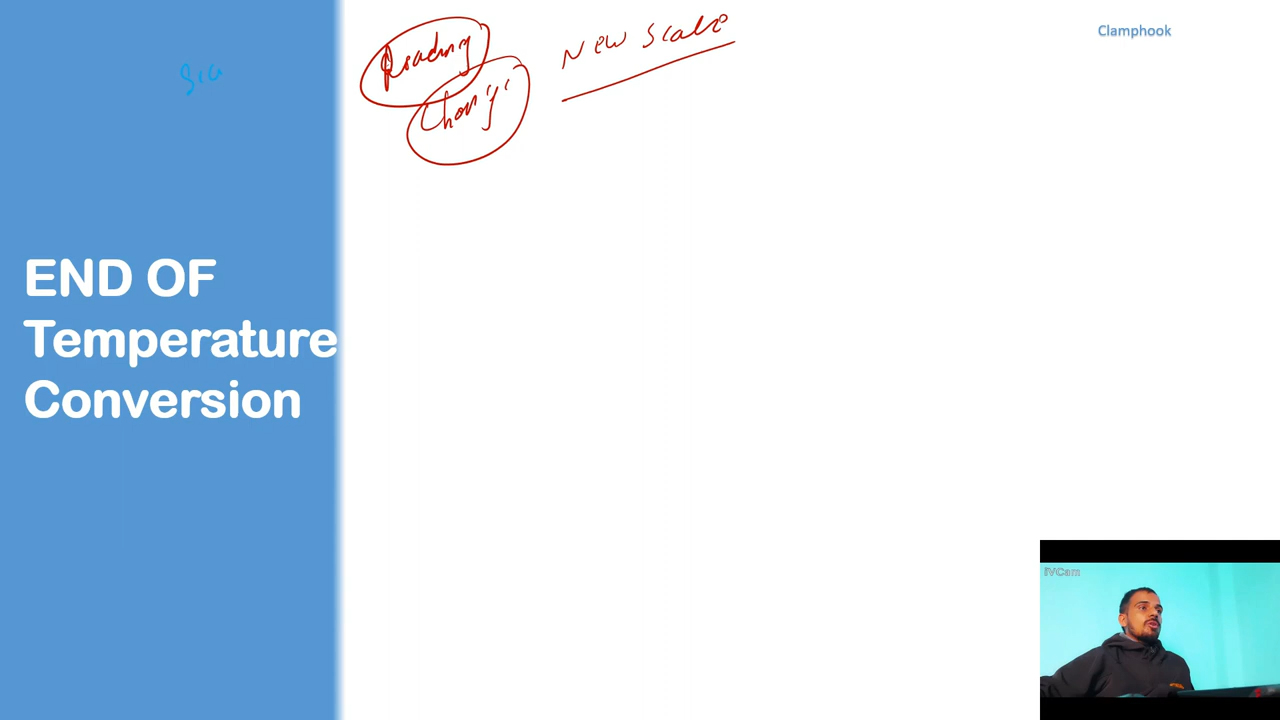 Reading
Change
New Scale
Clamphook
END OF
Temperature
Conversion
iVCam